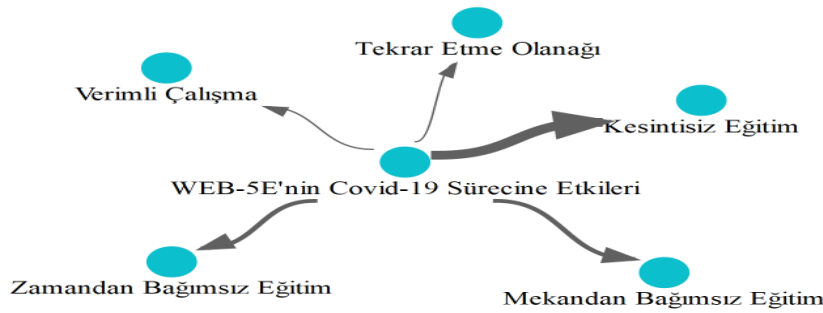 Tekrar Etme Olanağı
Verimli Çalışma
Kesintisiz Eğitim
WEB-5E'nin Covid-19 Sürecine Etkileri
Zamandan Bağımsız Eğitim
Mekandan Bağımsız Eğitim